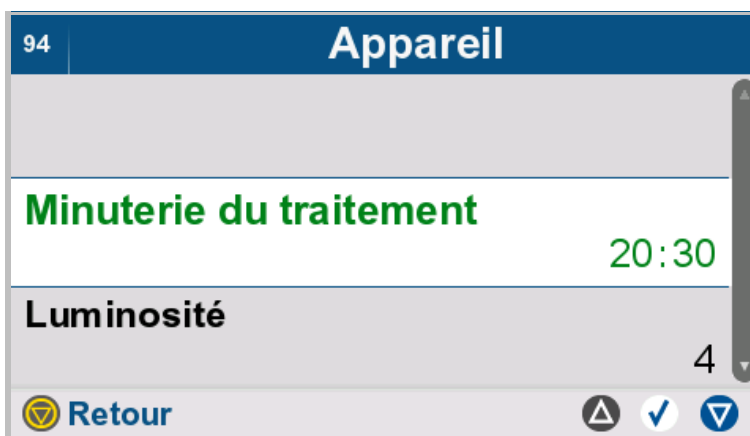 94
Appareil
Minuterie du traitement
20:30
Luminosité
4
Retour